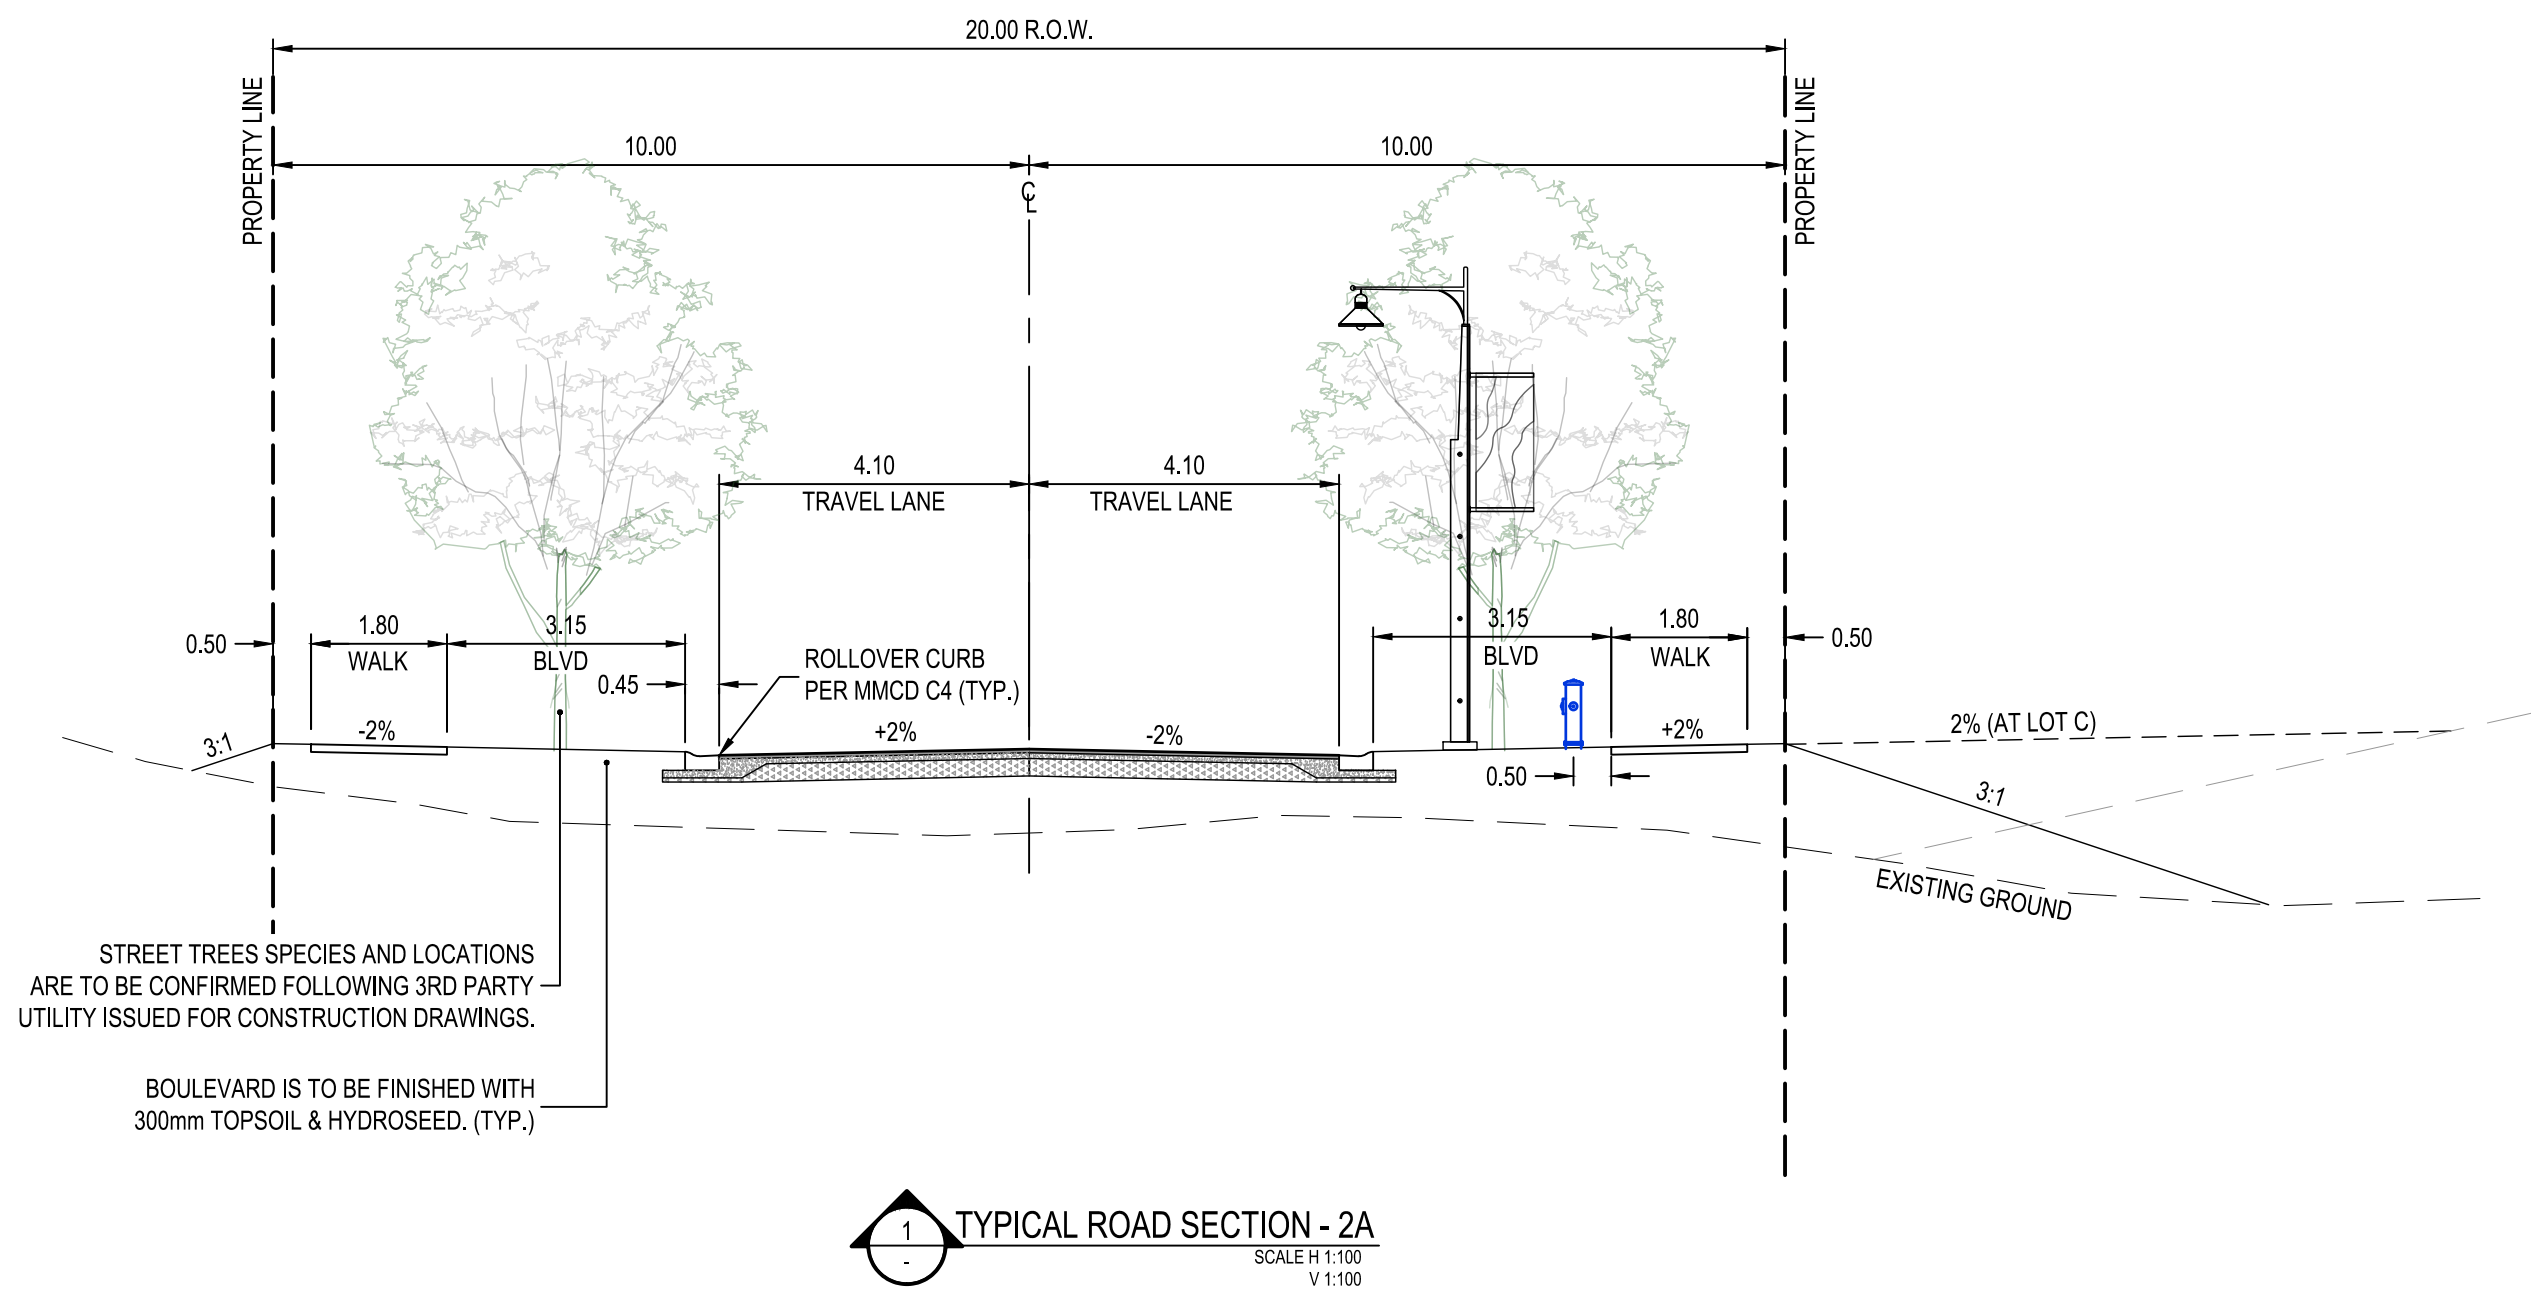 20.00 R.O.W.
PROPERTY LINE
PROPERTY LINE
10.00
10.00
℄
4.10
TRAVEL LANE
4.10
TRAVEL LANE
0.50
1.80
WALK
3.15
BLVD
0.45
ROLLOVER CURB
PER MMCD C4 (TYP.)
3.15
BLVD
1.80
WALK
0.50
3:1
-2%
+2%
-2%
+2%
2% (AT LOT C)
0.50
3:1
EXISTING GROUND
STREET TREES SPECIES AND LOCATIONS
ARE TO BE CONFIRMED FOLLOWING 3RD PARTY
UTILITY ISSUED FOR CONSTRUCTION DRAWINGS.
BOULEVARD IS TO BE FINISHED WITH
300mm TOPSOIL & HYDROSEED. (TYP.)
1
-
TYPICAL ROAD SECTION - 2A
SCALE H 1:100
V 1:100